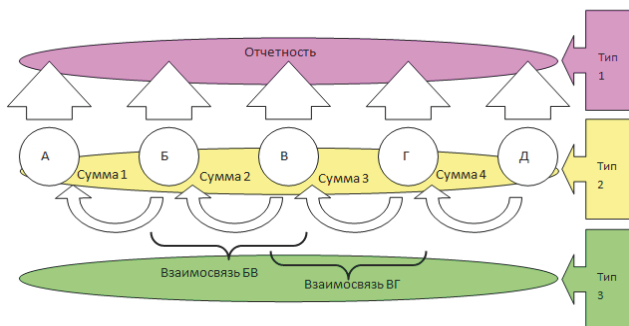 Отчетность
Тип
1
А
Б
В
Г
Д
Сумма 1
Сумма 2
Сумма 3
Сумма 4
Тип
2
Взаимосвязь БВ
Взаимосвязь ВГ
Тип
3